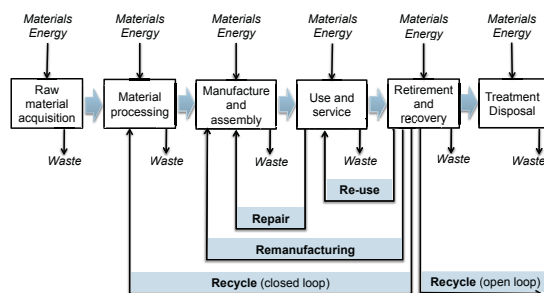 Materials
Energy
Materials
Energy
Materials
Energy
Materials
Energy
Materials
Energy
Materials
Energy
Raw
material
acquisition
Material
processing
Manufacture
and
assembly
Use and
service
Retirement
and
recovery
Treatment
Disposal
Waste
Waste
Waste
Waste
Waste
Waste
Re-use
Repair
Remanufacturing
Recycle (closed loop)
Recycle (open loop)